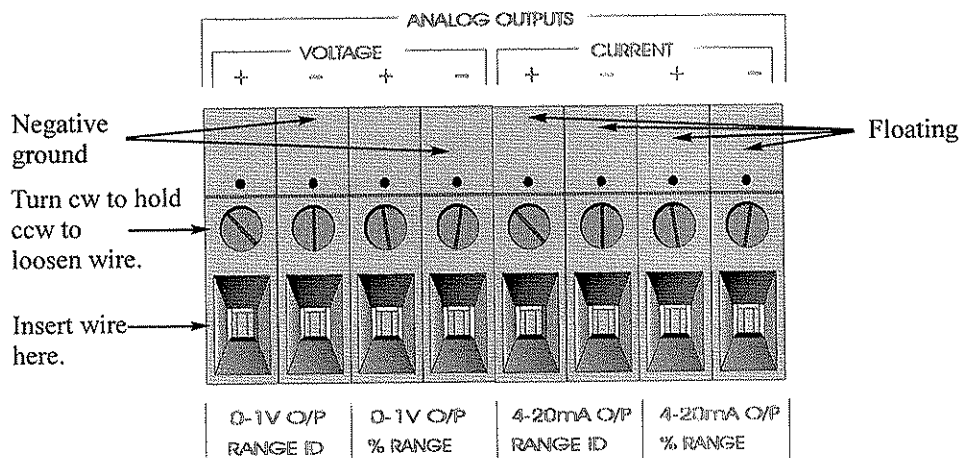 ANALOG OUTPUTS
VOLTAGE
CURRENT
+ − + − + − + −
Negative
ground
Floating
Turn cw to hold
ccw to
loosen wire.
Insert wire
here.
0-1V O/P
RANGE ID
0-1V O/P
% RANGE
4-20mA O/P
RANGE ID
4-20mA O/P
% RANGE